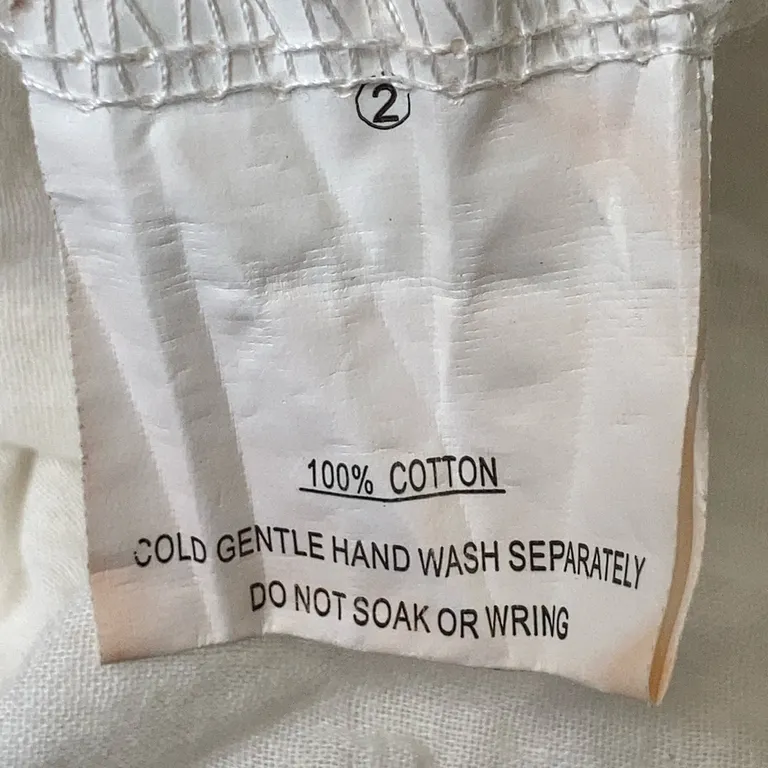 2
100% COTTON
COLD GENTLE HAND WASH SEPARATELY
DO NOT SOAK OR WRING